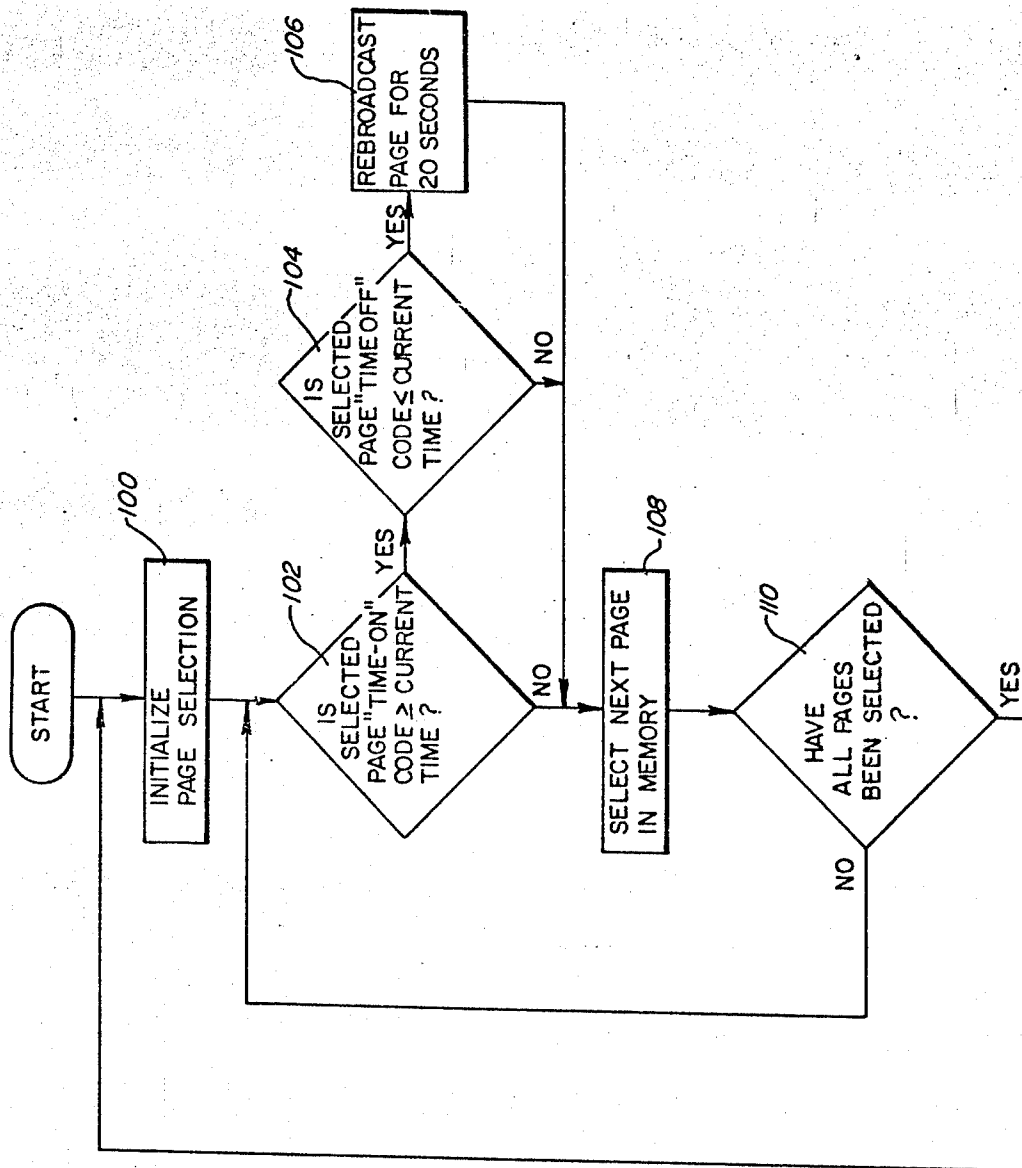 START
100
INITIALIZE
PAGE SELECTION
102
IS
SELECTED
PAGE "TIME-ON"
CODE ≥ CURRENT
TIME ?
YES
NO
104
IS
SELECTED
PAGE "TIME OFF"
CODE ≤ CURRENT
TIME ?
YES
NO
106
REBROADCAST
PAGE FOR
20 SECONDS
108
SELECT NEXT PAGE
IN MEMORY
110
HAVE
ALL PAGES
BEEN SELECTED
?
NO
YES